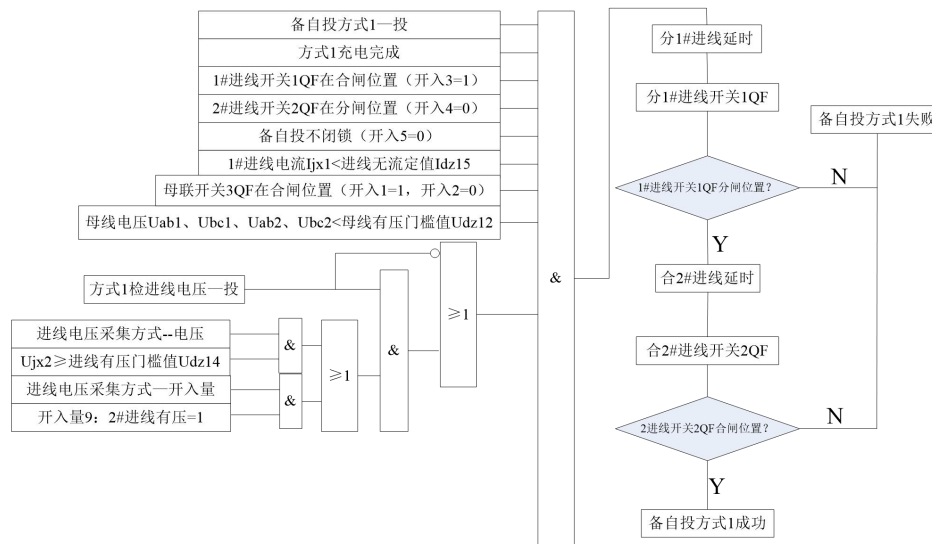 备自投方式1—投
方式1充电完成
1#进线开关1QF在合闸位置（开入3=1）
2#进线开关2QF在分闸位置（开入4=0）
备自投不闭锁（开入5=0）
1#进线电流Ijx1<进线无流定值Idz15
母联开关3QF在合闸位置（开入1=1，开入2=0）
母线电压Uab1、Ubc1、Uab2、Ubc2<母线有压门槛值Udz12
方式1检进线电压—投
进线电压采集方式--电压
Ujx2≥进线有压门槛值Udz14
进线电压采集方式—开入量
开入量9：2#进线有压=1
&
&
≥1
&
≥1
&
分1#进线延时
分1#进线开关1QF
备自投方式1失败
1#进线开关1QF分闸位置？
N
Y
合2#进线延时
合2#进线开关2QF
2进线开关2QF合闸位置？
N
Y
备自投方式1成功